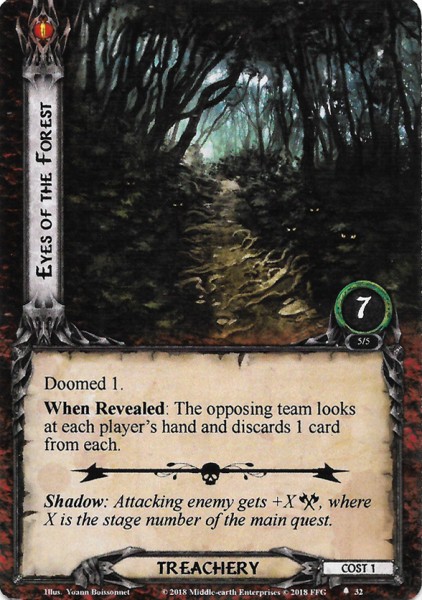 EYES OF THE FOREST
7
5/5
Doomed 1.
When Revealed: The opposing team looks
at each player's hand and discards 1 card
from each.
Shadow: Attacking enemy gets +X, where
X is the stage number of the main quest.
TREACHERY
COST 1
Illus. Yoann Boissonnet
©2018 Middle-earth Enterprises ©2018 FFG
32